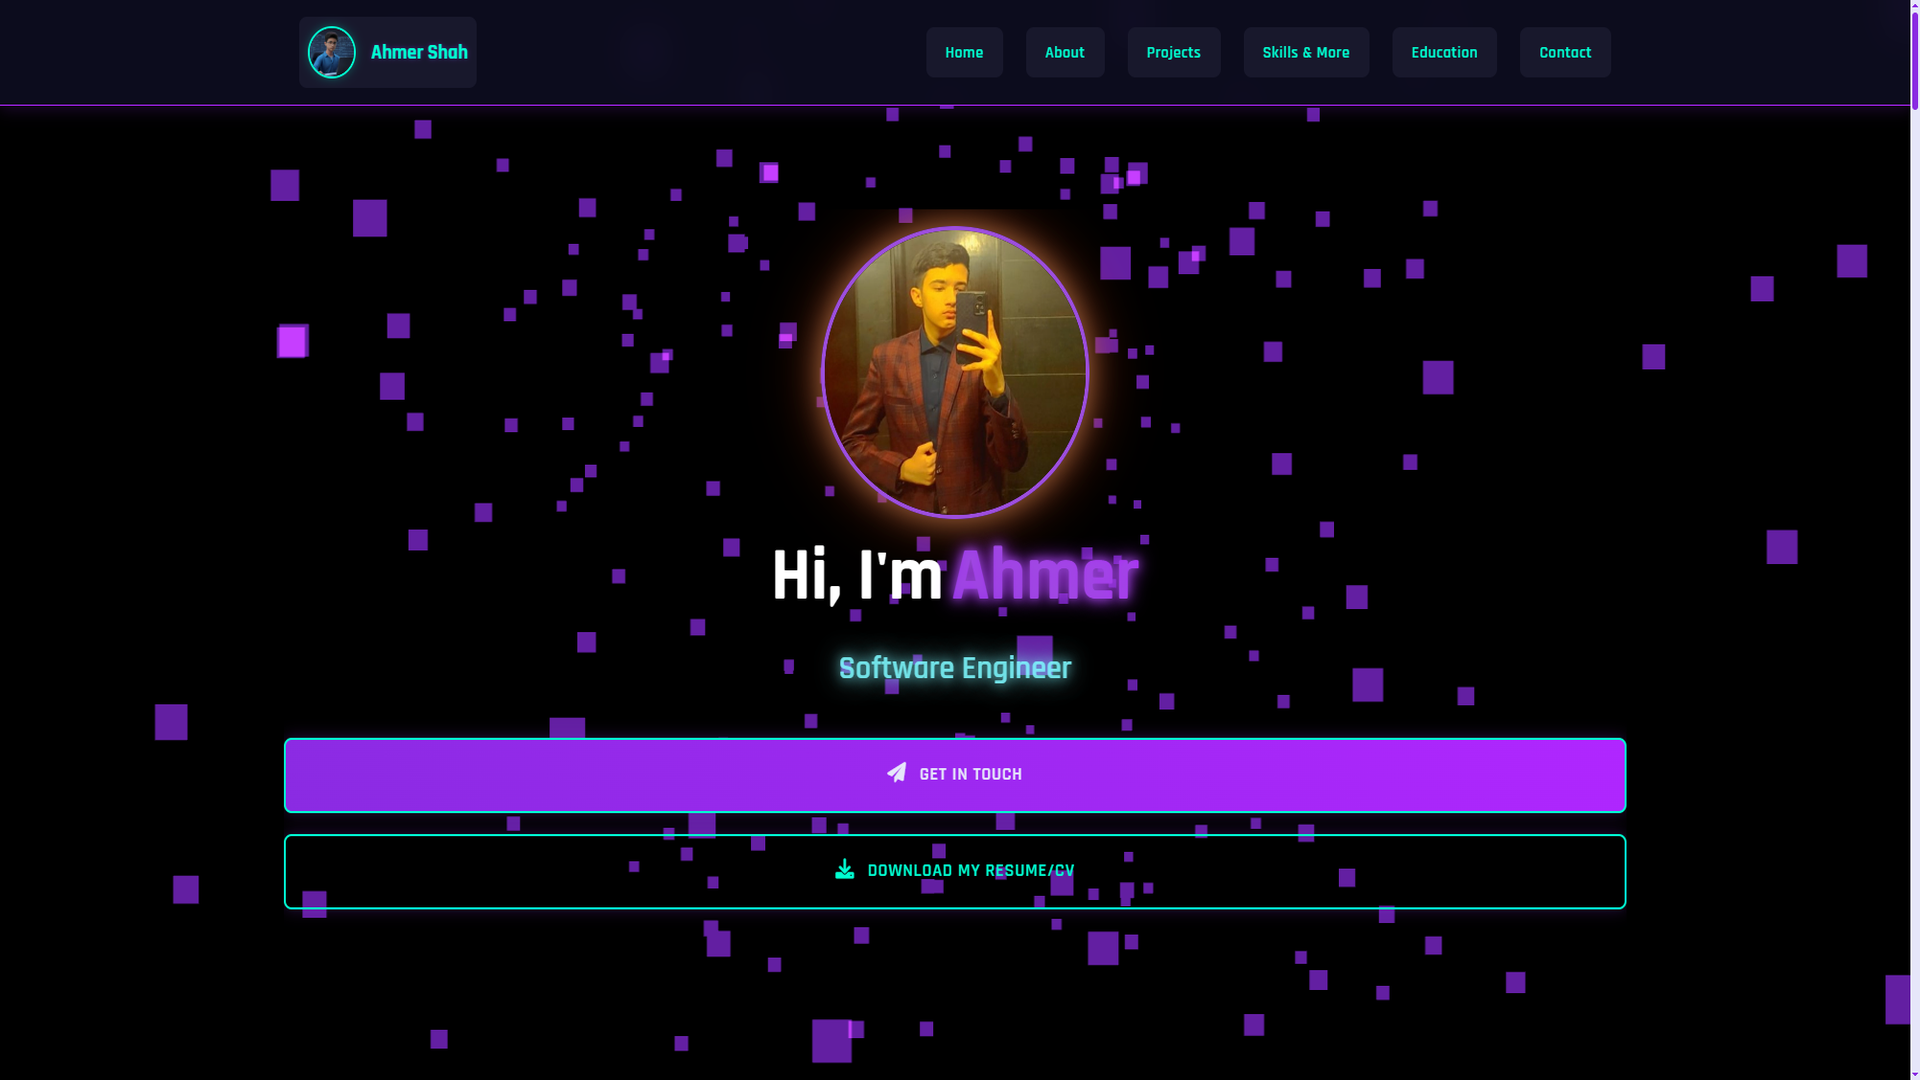 Ahmer Shah
Home
About
Projects
Skills & More
Education
Contact
Hi, I'm Ahmer
Software Engineer
GET IN TOUCH
DOWNLOAD MY RESUME/CV